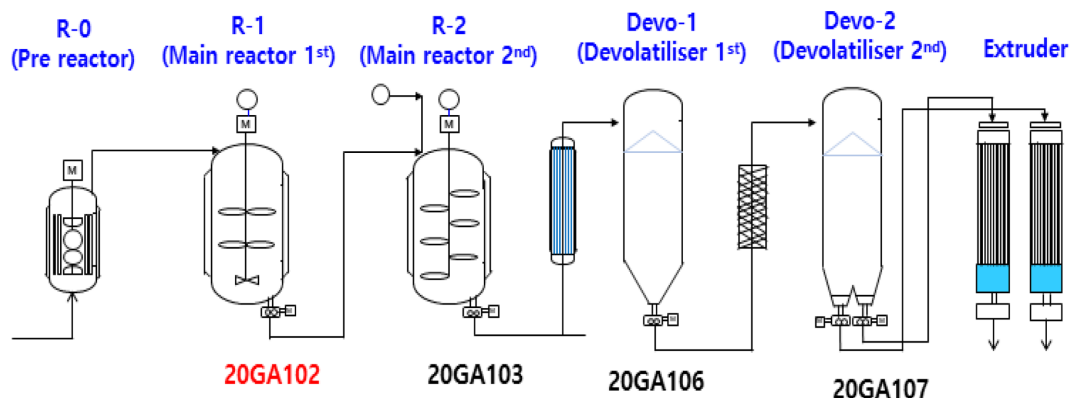 R-0
(Pre reactor)
R-1
(Main reactor 1st)
R-2
(Main reactor 2nd)
Devo-1
(Devolatiliser 1st)
Devo-2
(Devolatiliser 2nd)
Extruder
M
M
M
M
M
M
M
M
20GA102
20GA103
20GA106
20GA107